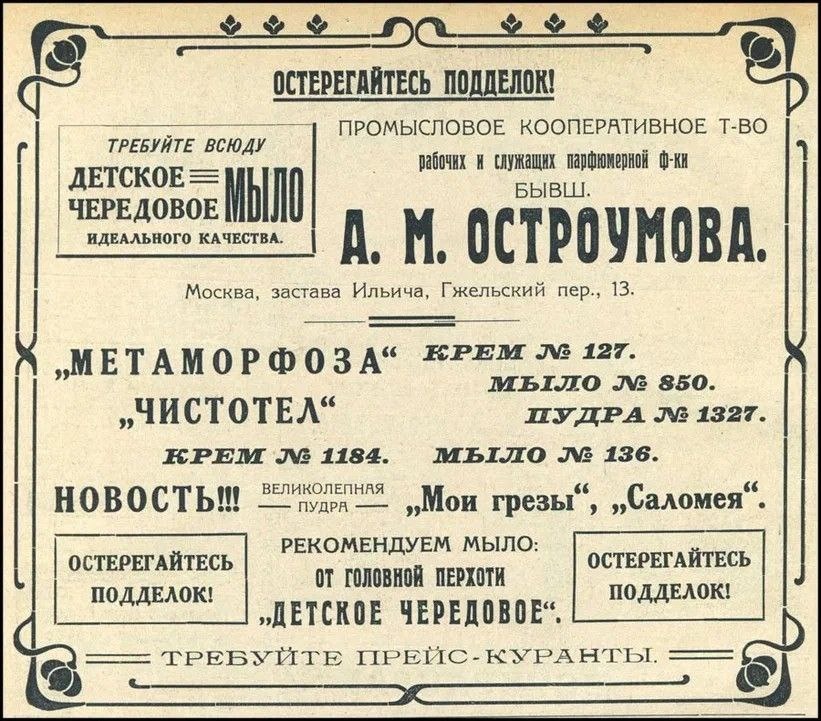 ОСТЕРЕГАЙТЕСЬ ПОДДЕЛОК!
ТРЕБУЙТЕ ВСЮДУ
ДЕТСКОЕ
ЧЕРЕДОВОЕ МЫЛО
ИДЕАЛЬНОГО КАЧЕСТВА.
ПРОМЫСЛОВОЕ КООПЕРАТИВНОЕ Т-ВО
рабочих и служащих парфюмерной ф-ки
БЫВШ.
А. М. ОСТРОУМОВА.
Москва, застава Ильича, Гжельский пер., 13.
„МЕТАМОРФОЗА“ КРЕМ № 127.
МЫЛО № 850.
„ЧИСТОТЕЛ“ ПУДРА № 1327.
КРЕМ № 1184. МЫЛО № 136.
НОВОСТЬ!!! ВЕЛИКОЛЕПНАЯ
ПУДРА „Мои грезы“, „Саломея“.
ОСТЕРЕГАЙТЕСЬ
ПОДДЕЛОК!
РЕКОМЕНДУЕМ МЫЛО:
ОТ ГОЛОВНОЙ ПЕРХОТИ
„ДЕТСКОЕ ЧЕРЕДОВОЕ“.
ОСТЕРЕГАЙТЕСЬ
ПОДДЕЛОК!
ТРЕБУЙТЕ ПРЕЙС-КУРАНТЫ.